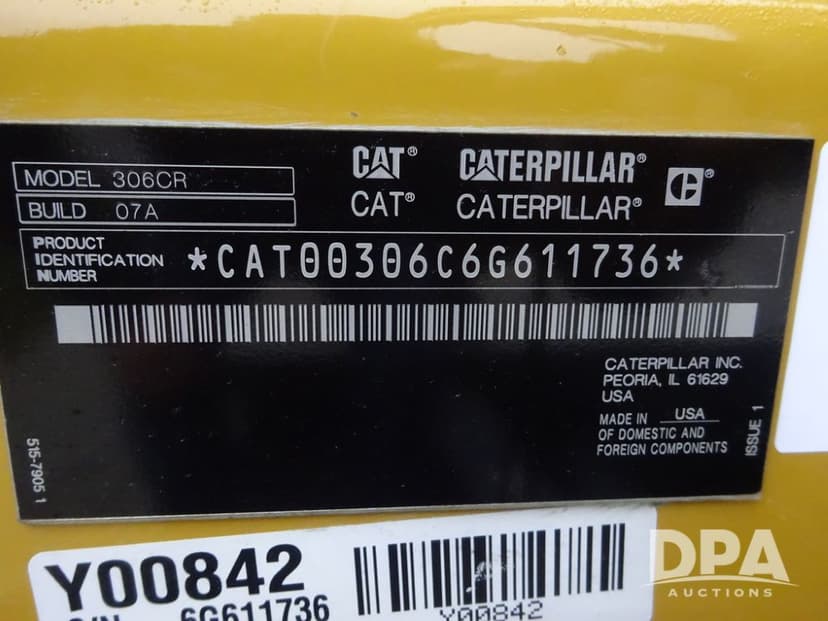 CAT® CATERPILLAR® C
MODEL 306CR
CAT® CATERPILLAR®
BUILD 07A
PRODUCT
IDENTIFICATION
NUMBER
*CAT00306C6G611736*
CATERPILLAR INC.
PEORIA, IL 61629
USA
MADE IN USA
OF DOMESTIC AND
FOREIGN COMPONENTS
ISSUE 1
515-7905 1
Y00842
S/N 6G611736
Y00842
DPA
AUCTIONS